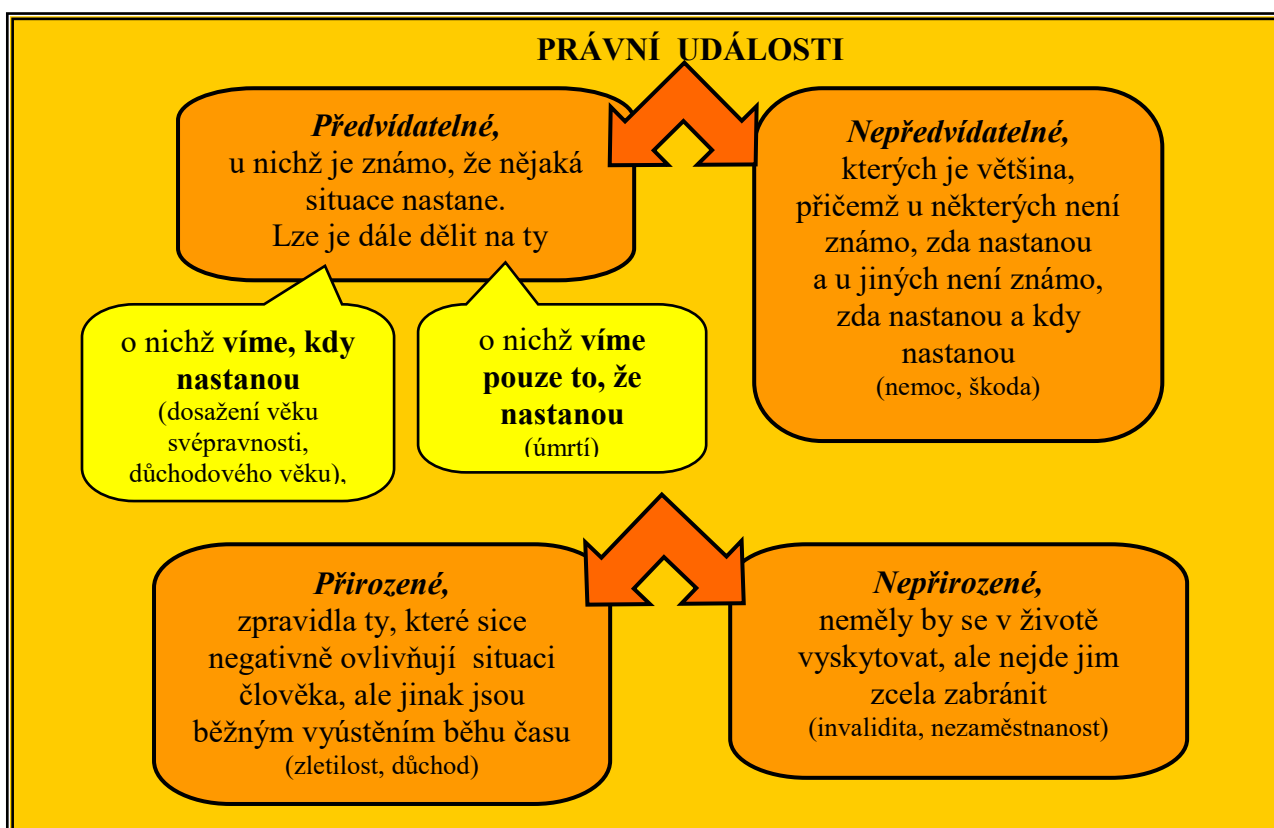 PRÁVNÍ UDÁLOSTI
Předvídatelné,
u nichž je známo, že nějaká
situace nastane.
Lze je dále dělit na ty
Nepředvídatelné,
kterých je většina,
přičemž u některých není
známo, zda nastanou
a u jiných není známo,
zda nastanou a kdy
nastanou
(nemoc, škoda)
o nichž víme, kdy
nastanou
(dosažení věku
svéprávnosti,
důchodového věku),
o nichž víme
pouze to, že
nastanou
(úmrtí)
Přirozené,
zpravidla ty, které sice
negativně ovlivňují situaci
člověka, ale jinak jsou
běžným vyústěním běhu času
(zletilost, důchod)
Nepřirozené,
neměly by se v životě
vyskytovat, ale nejde jim
zcela zabránit
(invalidita, nezaměstnanost)